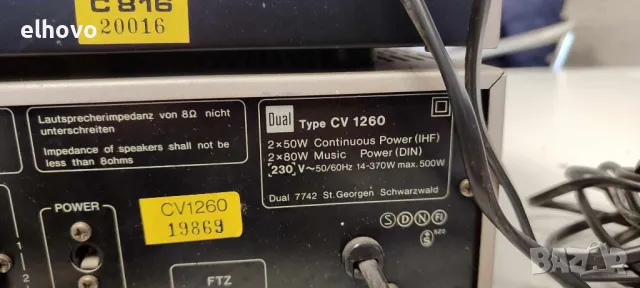 elhovo
C 816
20016
Lautsprecherimpedanz von 8Ω nicht
unterschreiten
Impedance of speakers shall not be
less than 8ohms
Dual Type CV 1260
2×50W Continuous Power (IHF)
2×80W Music Power (DIN)
230 V~50/60Hz 14-370W max. 500W
Dual 7742 St. Georgen Schwarzwald
POWER
CV1260
19869
S D N FI
S
FTZ
bazar.bg